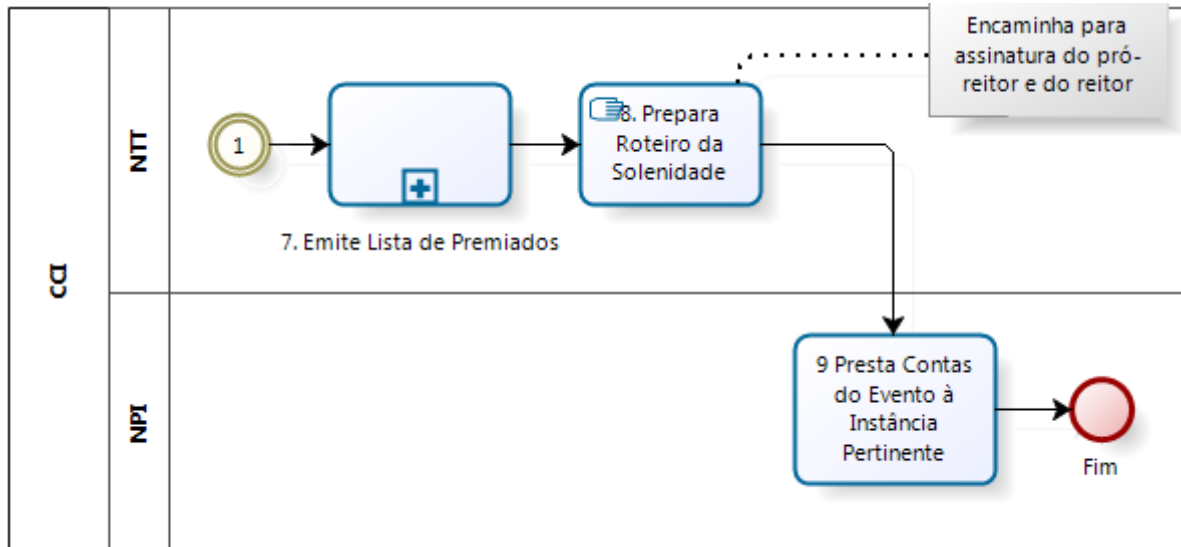 CCI
NTT
1
7. Emite Lista de Premiados
8. Prepara
Roteiro da
Solenidade
Encaminha para
assinatura do pró-
reitor e do reitor
NPI
9 Presta Contas
do Evento à
Instância
Pertinente
Fim